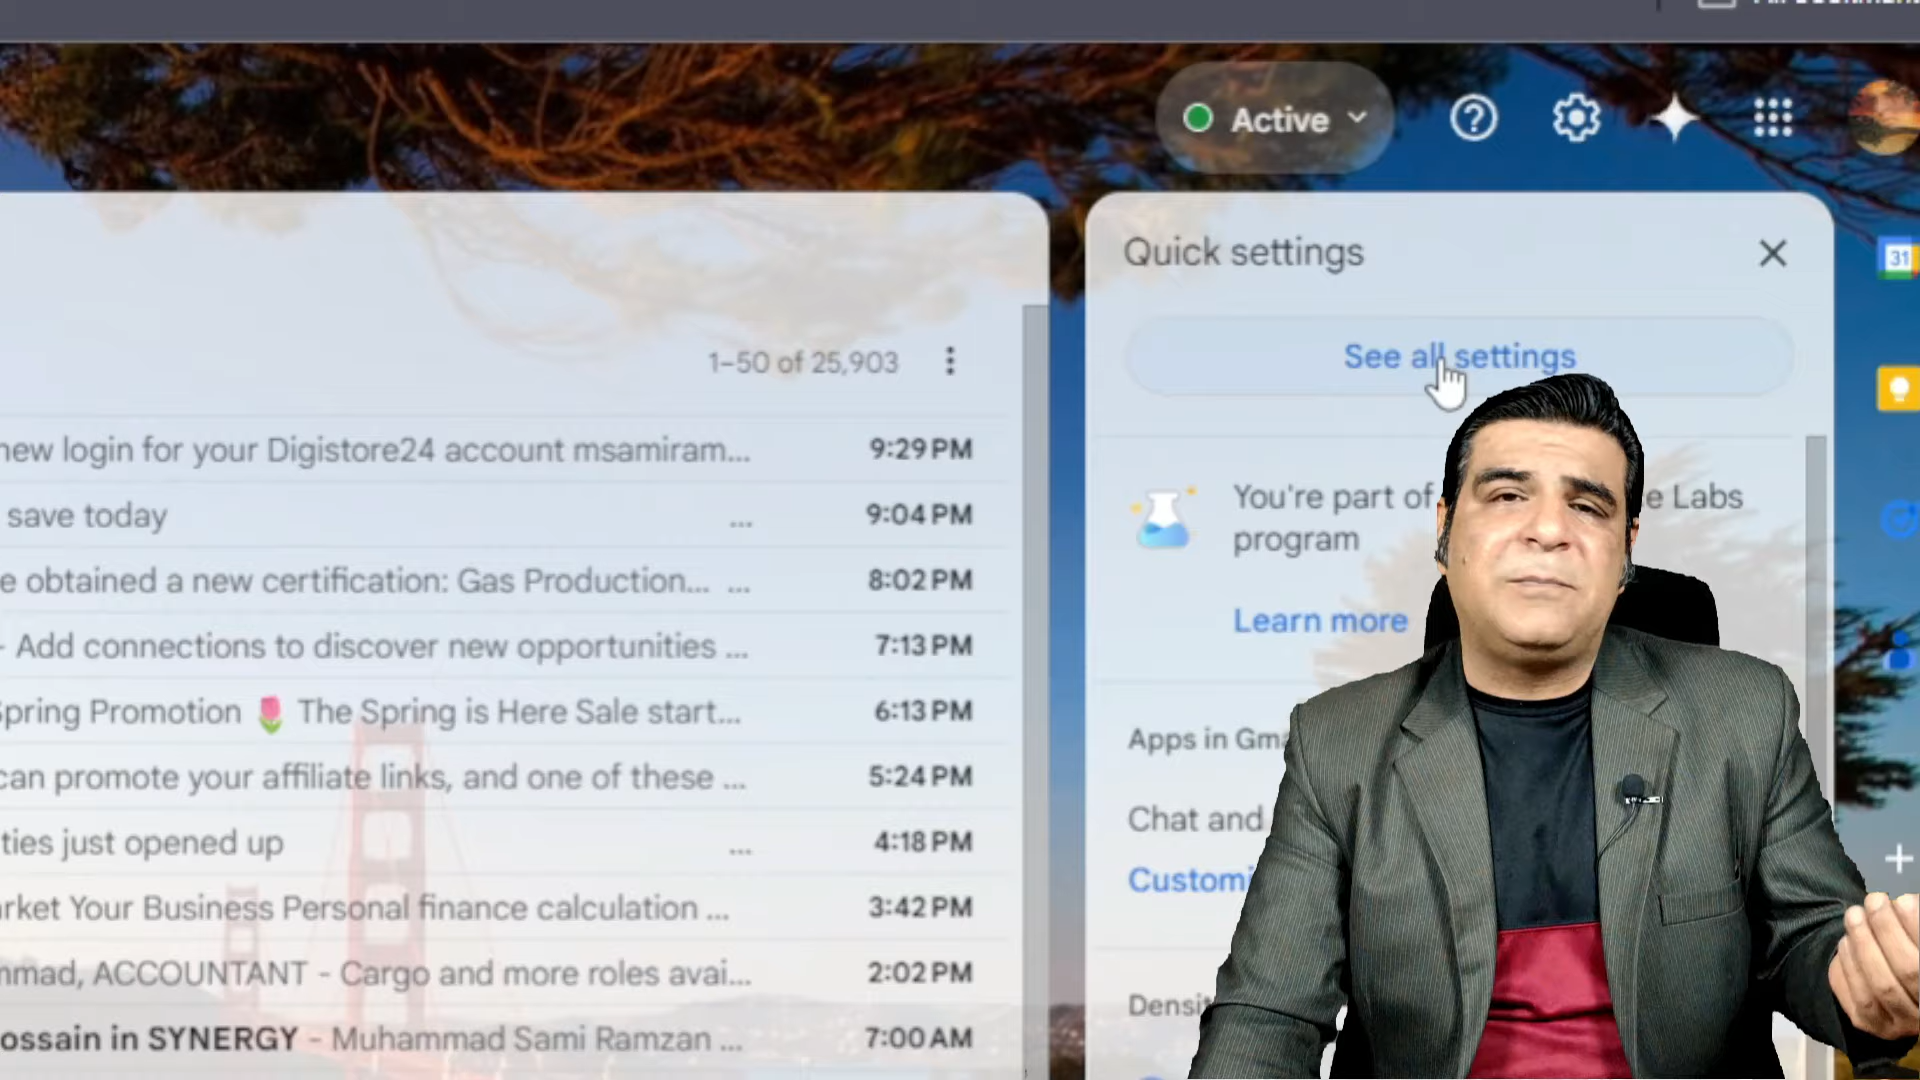 Active
Quick settings
See all settings
1–50 of 25,903
new login for your Digistore24 account msamiram... 9:29 PM
save today ... 9:04 PM
e obtained a new certification: Gas Production... ... 8:02 PM
- Add connections to discover new opportunities ... 7:13 PM
Spring Promotion 🌷 The Spring is Here Sale start... 6:13 PM
can promote your affiliate links, and one of these ... 5:24 PM
ties just opened up ... 4:18 PM
rket Your Business Personal finance calculation ... 3:42 PM
mmad, ACCOUNTANT - Cargo and more roles avai... 2:02 PM
ossain in SYNERGY - Muhammad Sami Ramzan ... 7:00 AM
You're part of e Labs
program
Learn more
Apps in Gma
Chat and
Customi
Densit
31